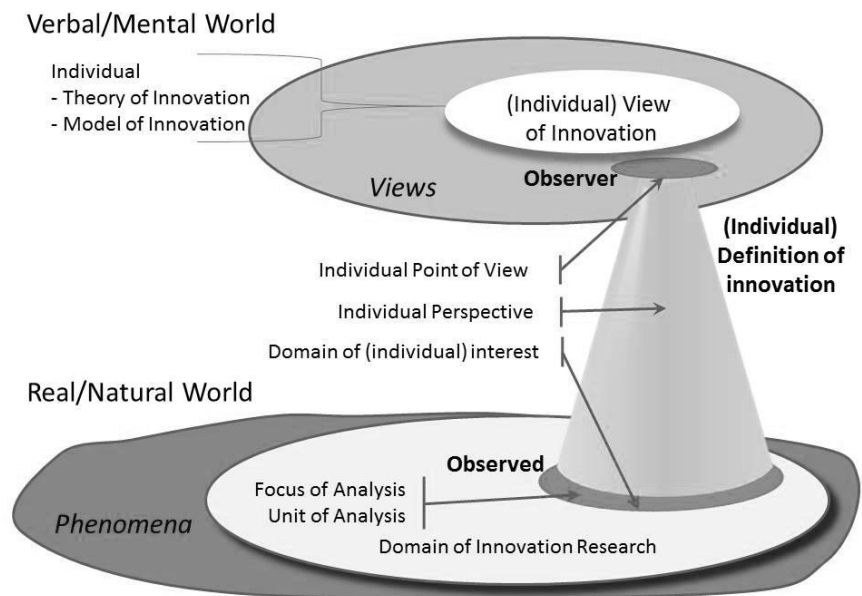 Verbal/Mental World
Individual
- Theory of Innovation
- Model of Innovation
(Individual) View
of Innovation
Observer
Views
(Individual)
Definition of
innovation
Individual Point of View
Individual Perspective
Domain of (individual) interest
Real/Natural World
Observed
Focus of Analysis
Unit of Analysis
Phenomena
Domain of Innovation Research